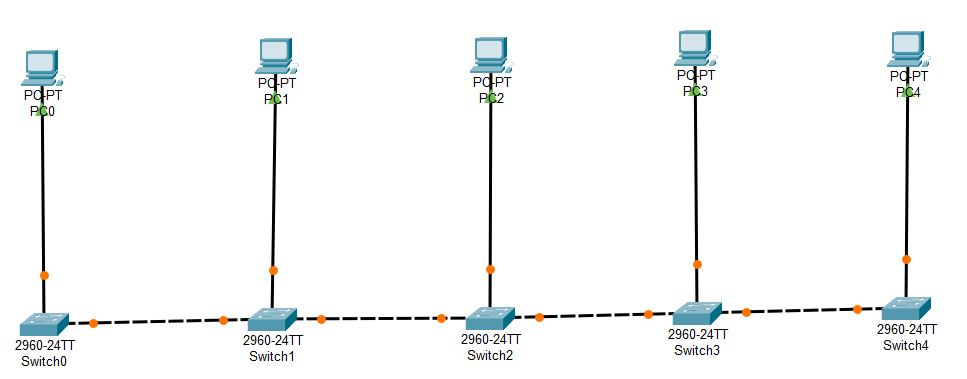 PC-PT
PC0
PC-PT
PC1
PC-PT
PC2
PC-PT
PC3
PC-PT
PC4
2960-24TT
Switch0
2960-24TT
Switch1
2960-24TT
Switch2
2960-24TT
Switch3
2960-24TT
Switch4